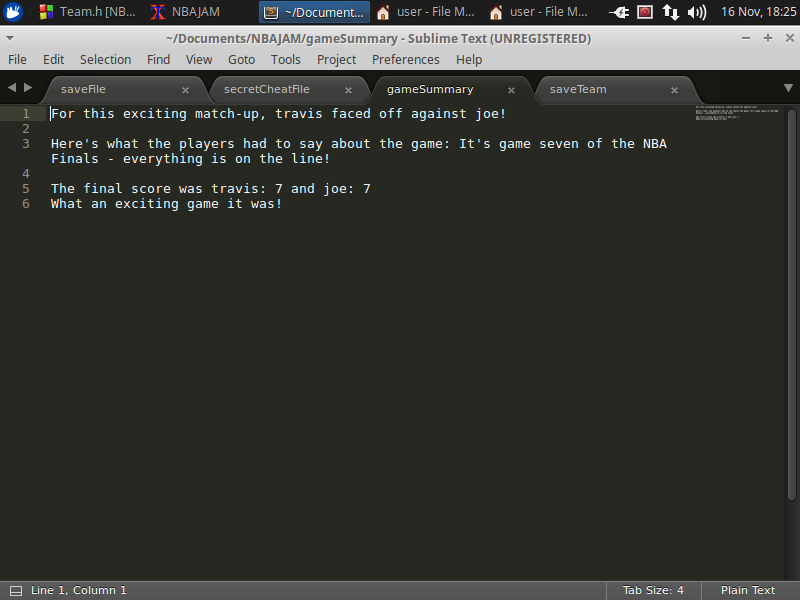 Team.h [NB...
NBAJAM
~/Document...
user - File M...
user - File M...
16 Nov, 18:25
~/Documents/NBAJAM/gameSummary - Sublime Text (UNREGISTERED)
File Edit Selection Find View Goto Tools Project Preferences Help
saveFile
secretCheatFile
gameSummary
saveTeam
1 For this exciting match-up, travis faced off against joe!
2
3 Here's what the players had to say about the game: It's game seven of the NBA
Finals - everything is on the line!
4
5 The final score was travis: 7 and joe: 7
6 What an exciting game it was!
Line 1, Column 1
Tab Size: 4
Plain Text